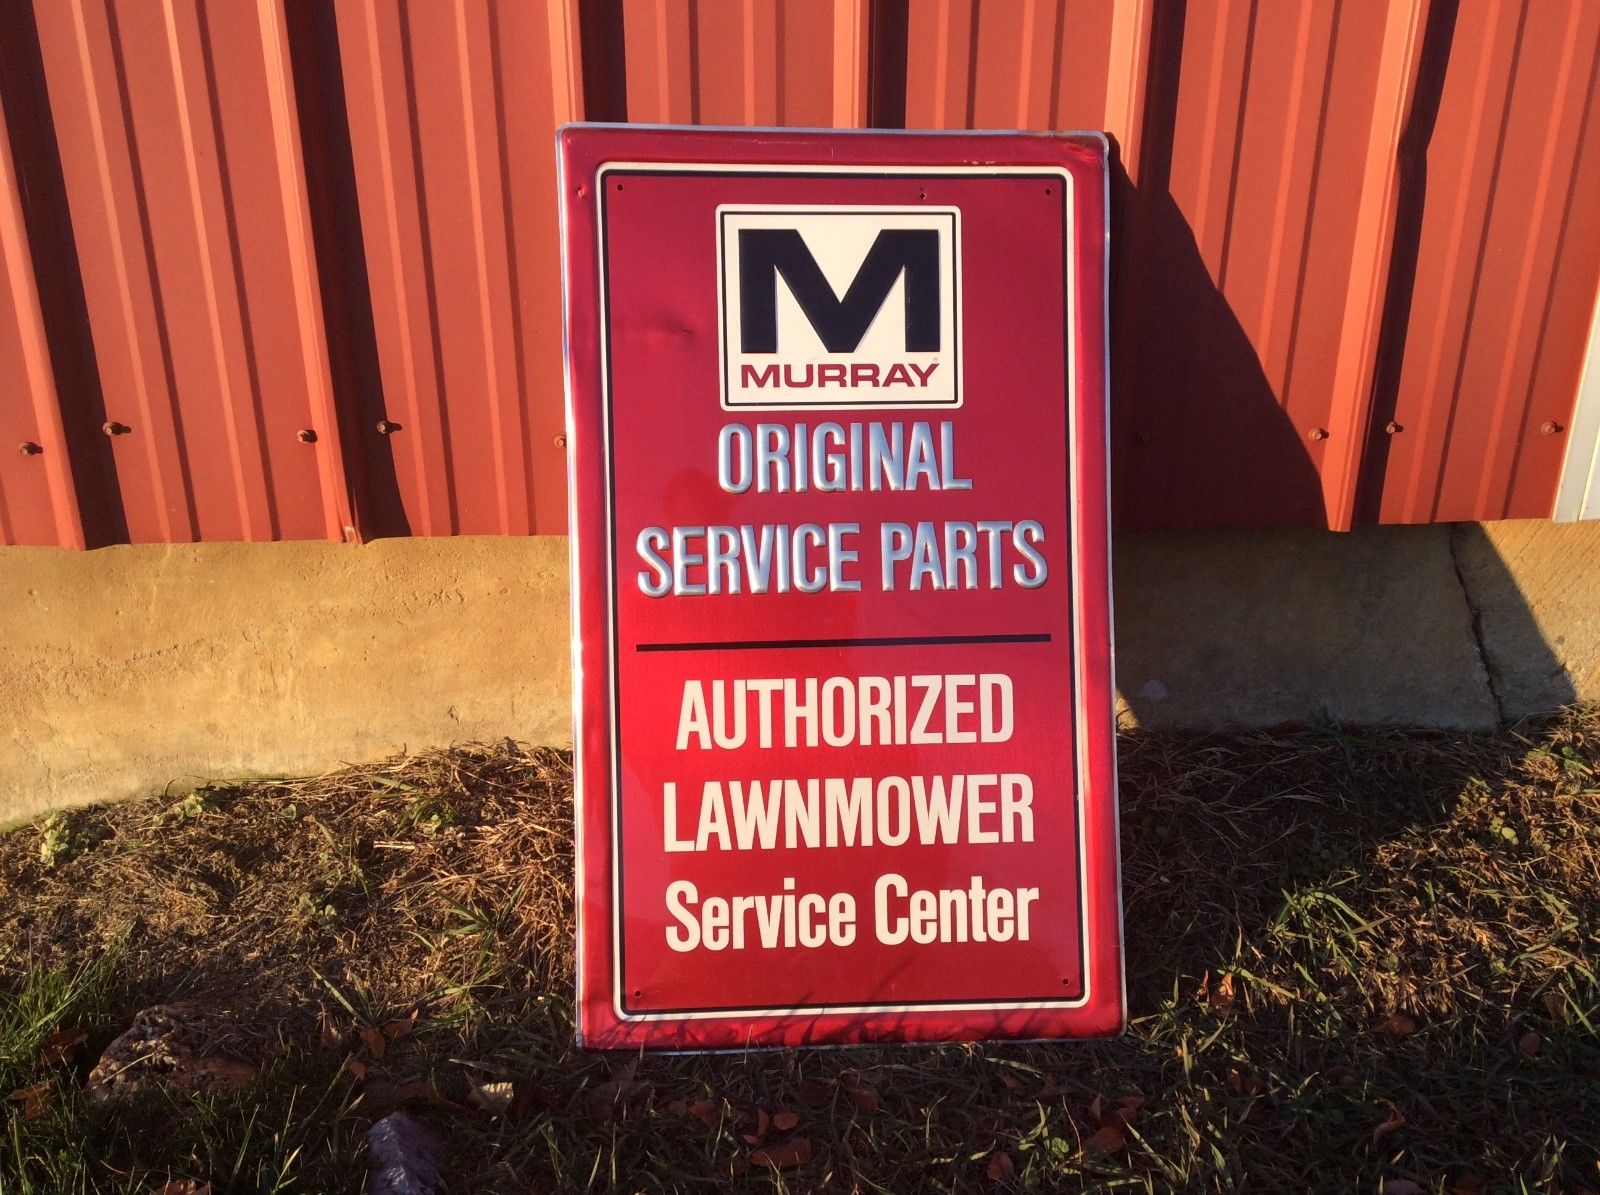 M
MURRAY
ORIGINAL
SERVICE PARTS
AUTHORIZED
LAWNMOWER
Service Center